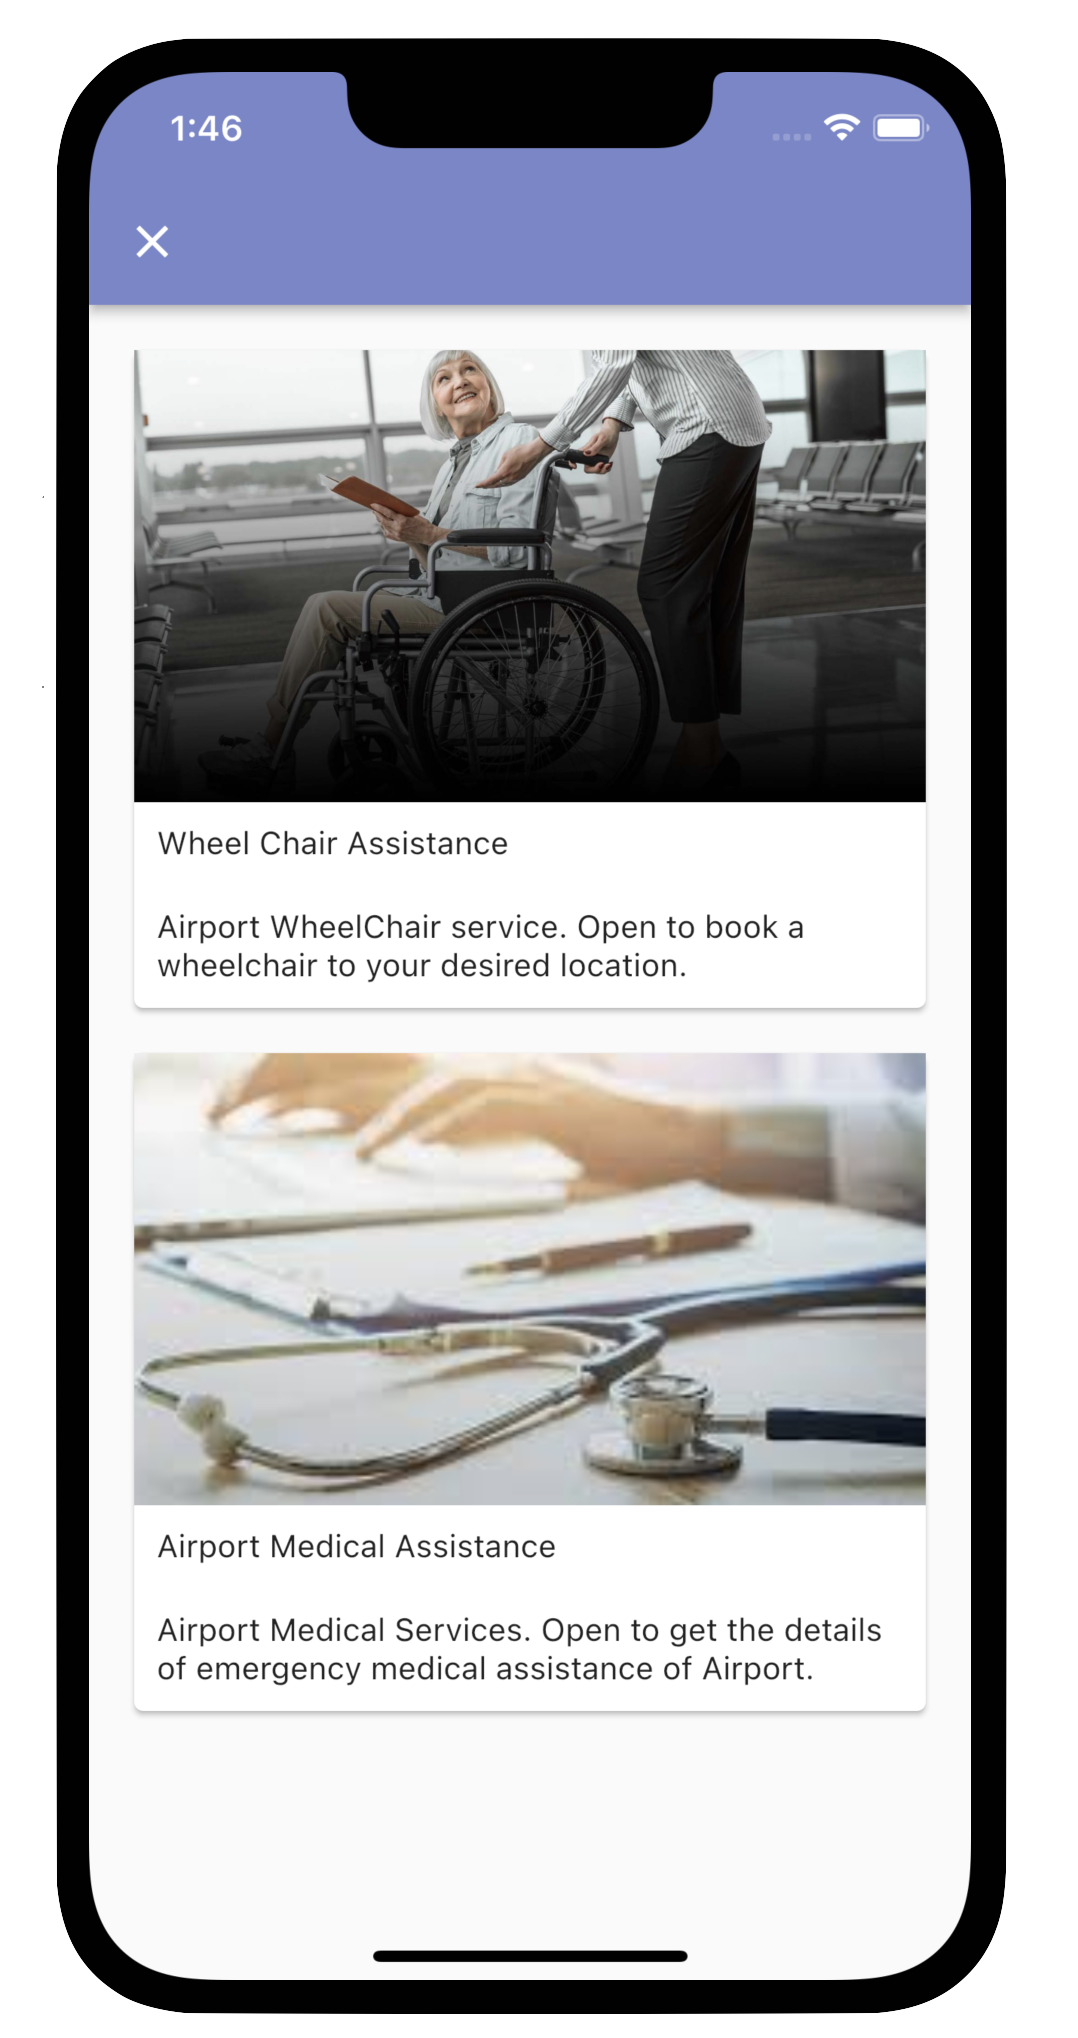 1:46
Wheel Chair Assistance
Airport WheelChair service. Open to book a
wheelchair to your desired location.
Airport Medical Assistance
Airport Medical Services. Open to get the details
of emergency medical assistance of Airport.